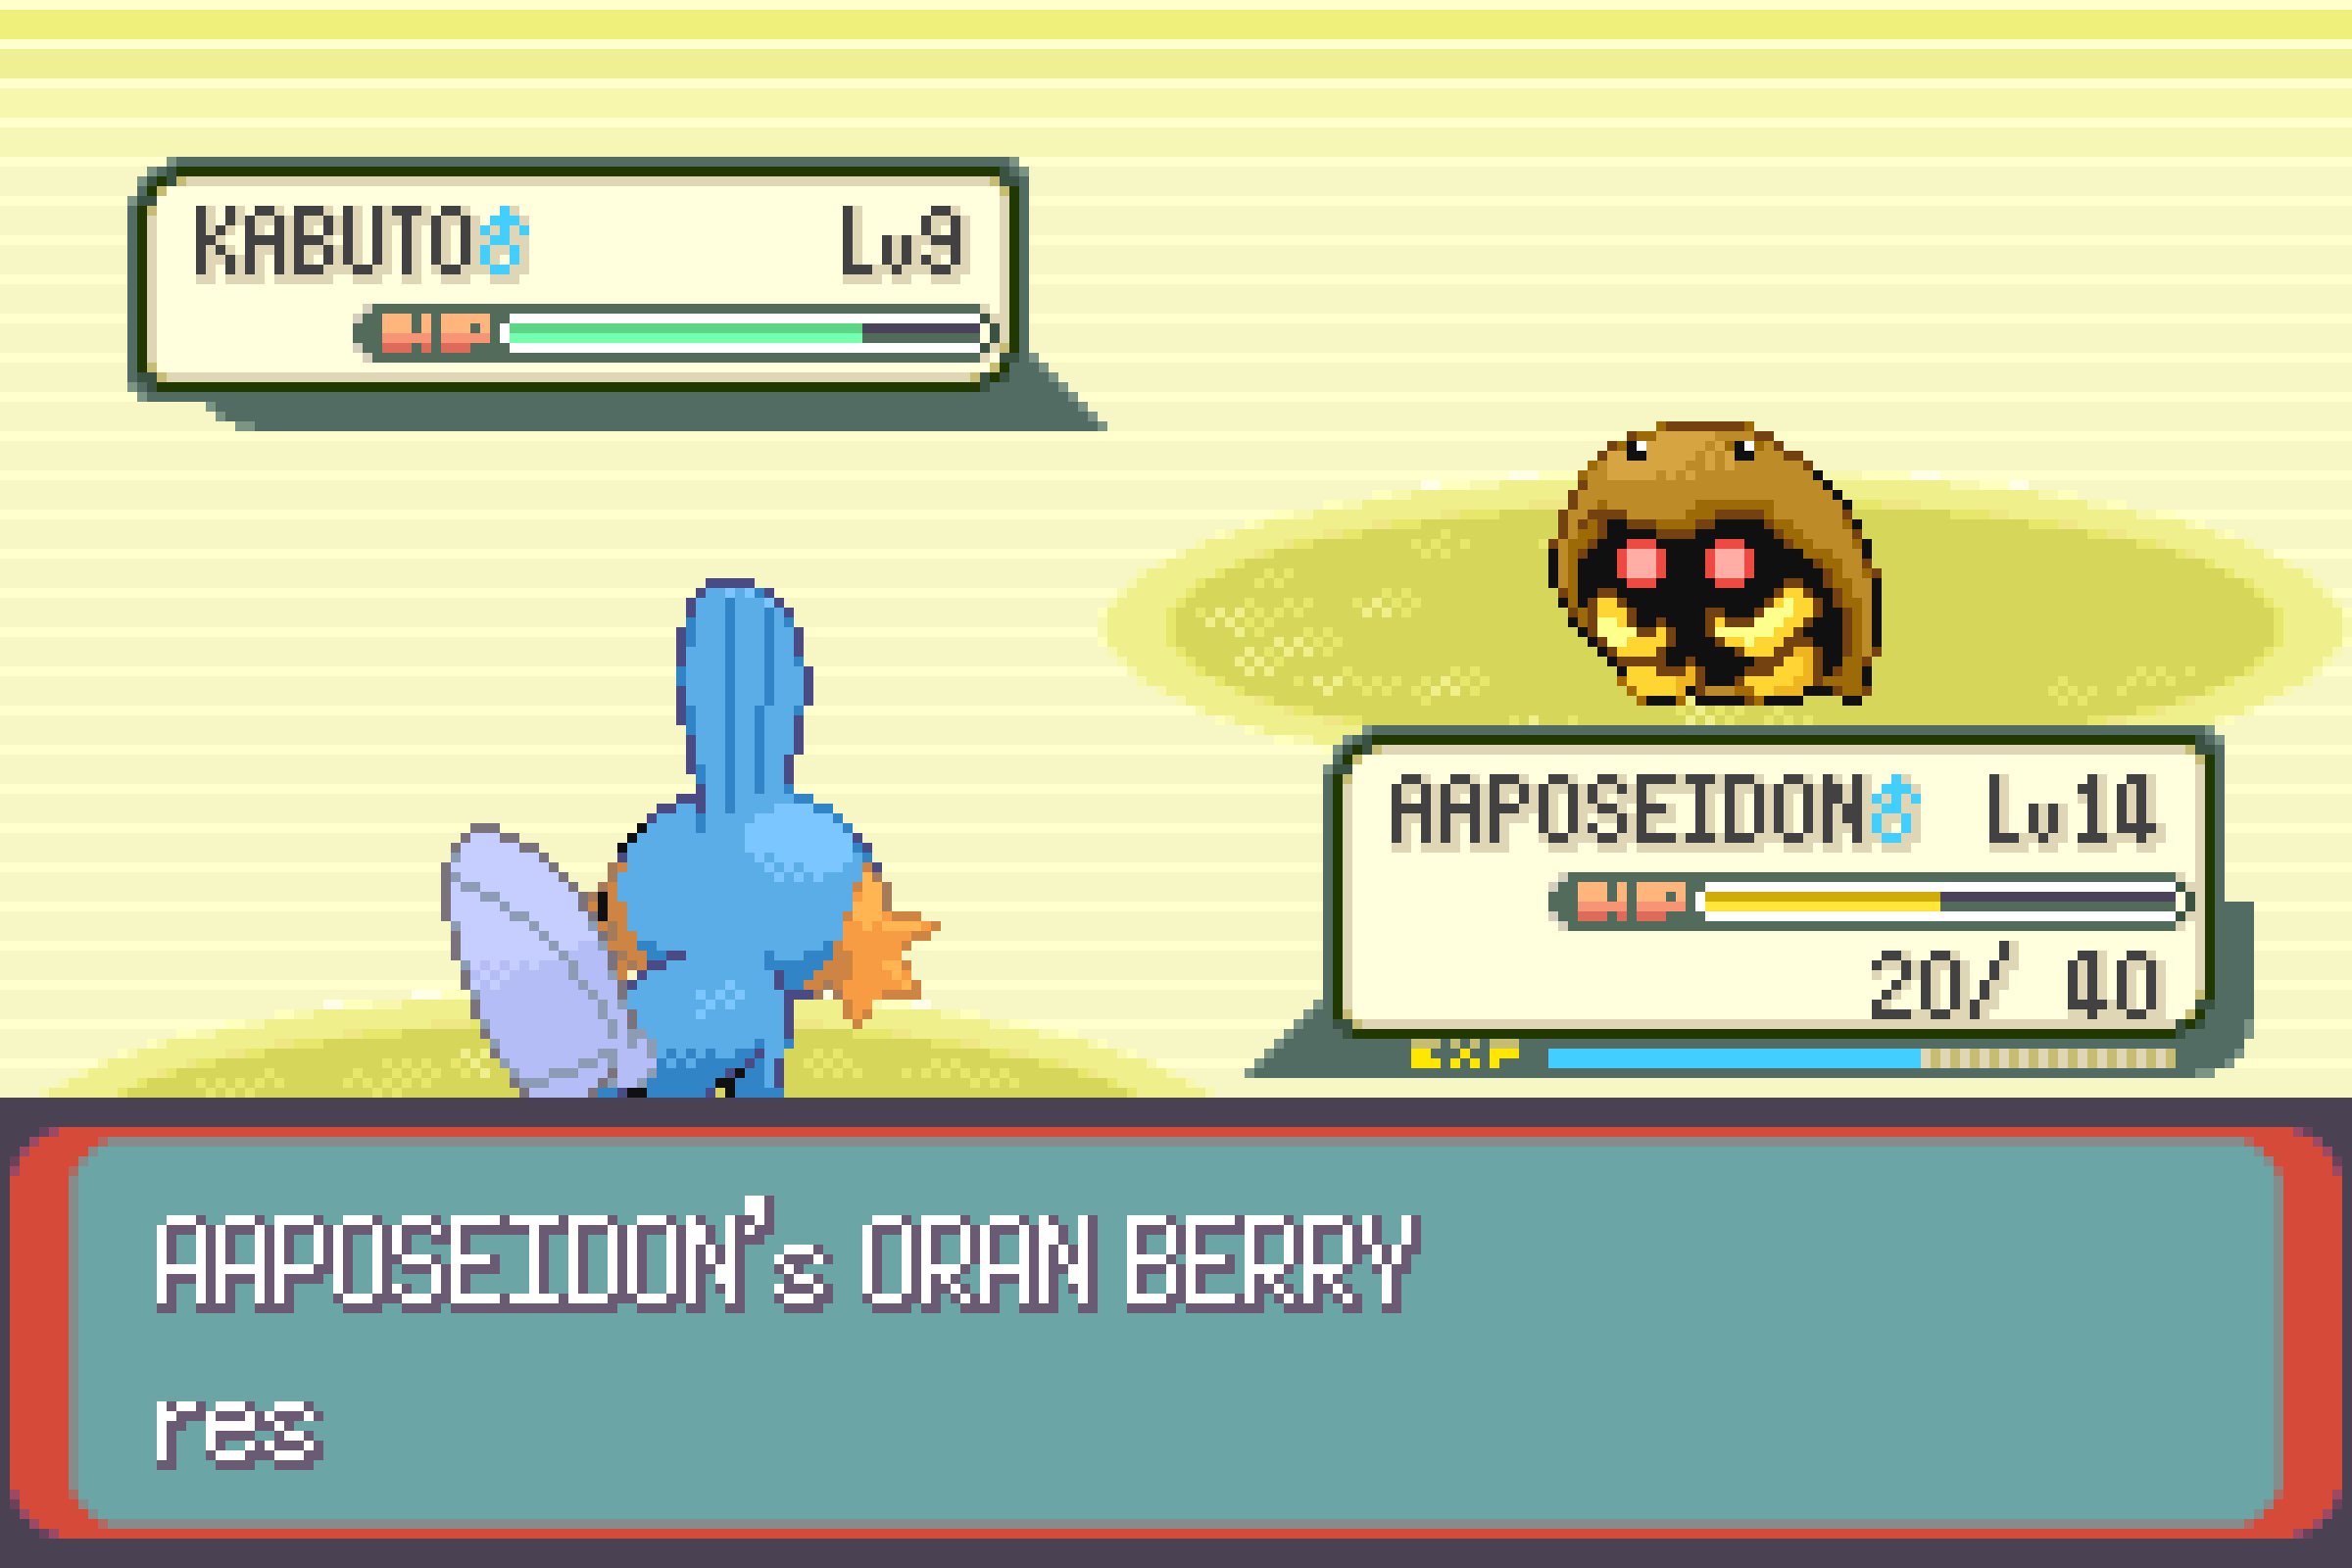 KABUTO♂ Lv9
HP
AAPOSEIDON♂ Lv14
HP
20/ 40
EXP
AAPOSEIDON's ORAN BERRY
res